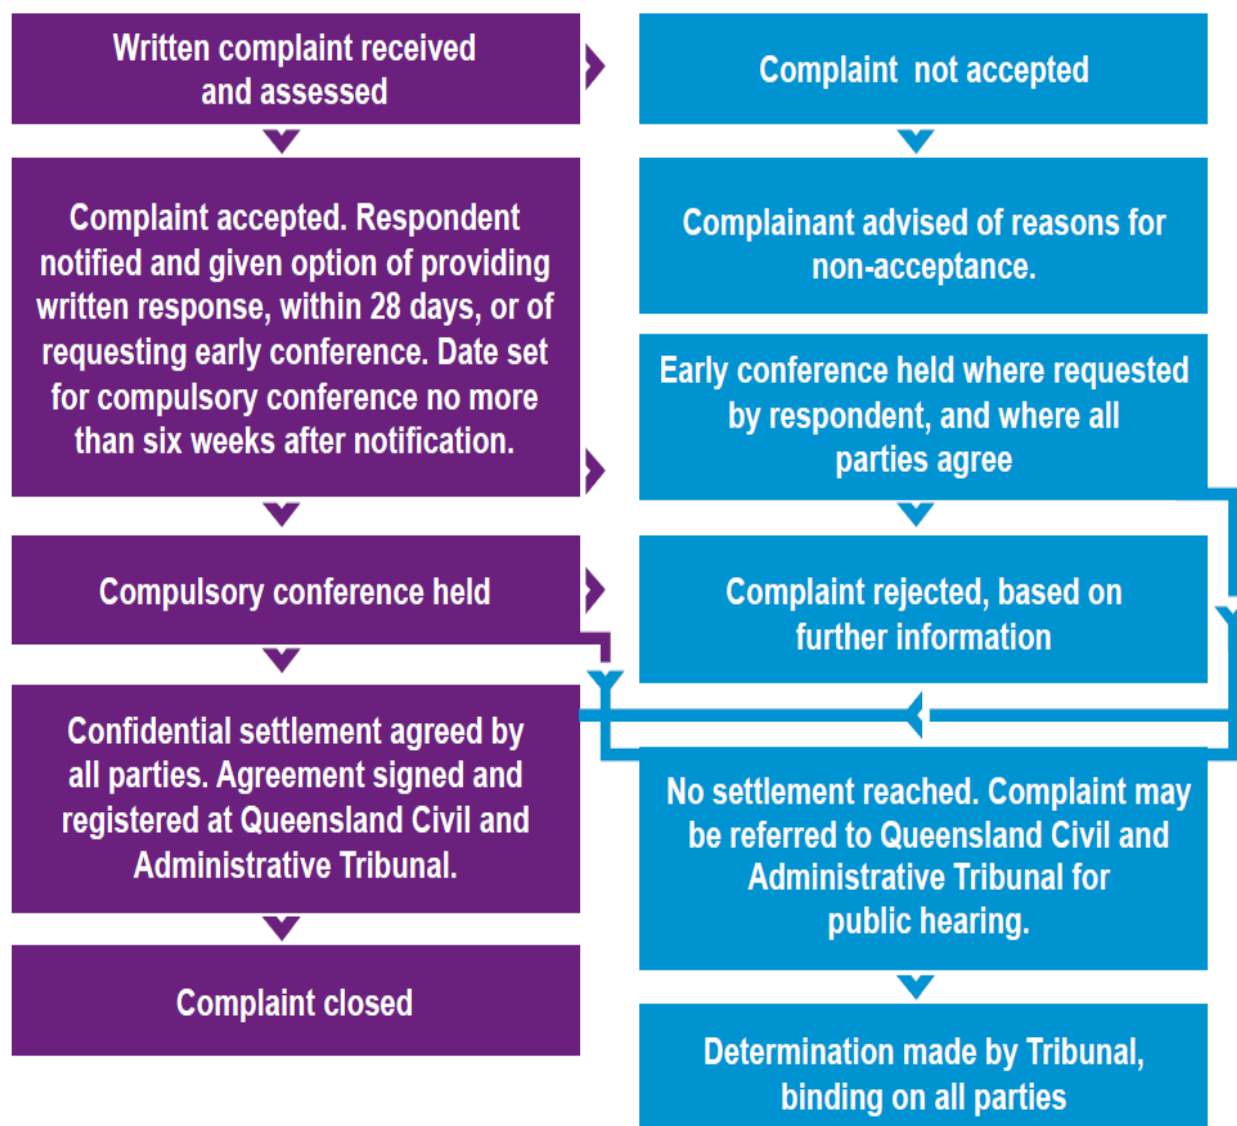 Written complaint received
and assessed
Complaint not accepted
Complaint accepted. Respondent
notified and given option of providing
written response, within 28 days, or of
requesting early conference. Date set
for compulsory conference no more
than six weeks after notification.
Complainant advised of reasons for
non-acceptance.
Early conference held where requested
by respondent, and where all
parties agree
Compulsory conference held
Complaint rejected, based on
further information
Confidential settlement agreed by
all parties. Agreement signed and
registered at Queensland Civil and
Administrative Tribunal.
No settlement reached. Complaint may
be referred to Queensland Civil and
Administrative Tribunal for
public hearing.
Complaint closed
Determination made by Tribunal,
binding on all parties